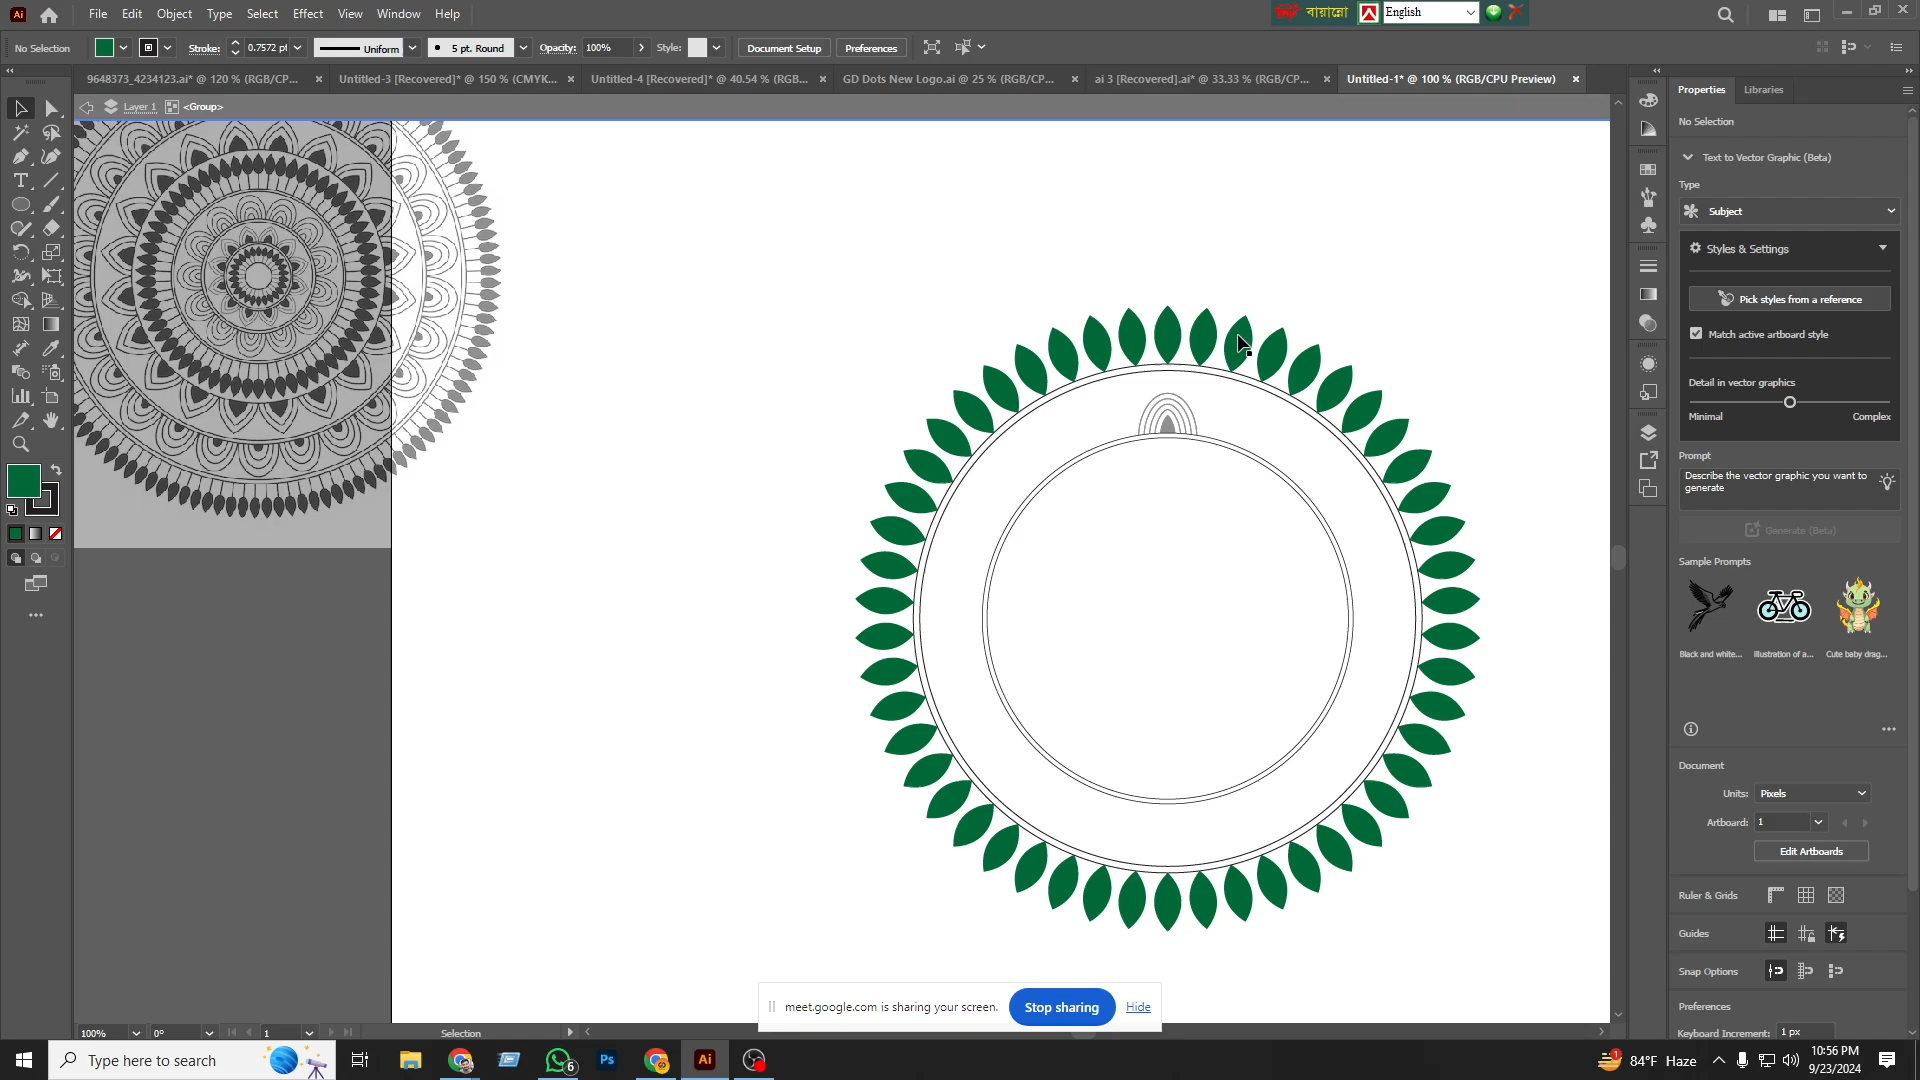 Ai
File Edit Object Type Select Effect View Window Help
বায়ান্নো English
No Selection Stroke: 0.7572 pt Uniform 5 pt. Round Opacity: 100% Style: Document Setup Preferences
9648373_4234123.ai* @ 120 % (RGB/CP... Untitled-3 [Recovered]* @ 150 % (CMYK... Untitled-4 [Recovered]* @ 40.54 % (RGB... GD Dots New Logo.ai @ 25 % (RGB/CP... ai 3 [Recovered].ai* @ 33.33 % (RGB/CP... Untitled-1* @ 100 % (RGB/CPU Preview)
Layer 1 <Group>
Properties Libraries
No Selection
Text to Vector Graphic (Beta)
Type
Subject
Styles & Settings
Pick styles from a reference
Match active artboard style
Detail in vector graphics
Minimal Complex
Prompt
Describe the vector graphic you want to
generate
Generate (Beta)
Sample Prompts
Black and white... Illustration of a... Cute baby drag...
Document
Units: Pixels
Artboard: 1
Edit Artboards
Ruler & Grids
Guides
Snap Options
Preferences
Keyboard Increment: 1 px
meet.google.com is sharing your screen. Stop sharing Hide
100% 0° 1 Selection
Type here to search 6 Ps Ai 1 84°F Haze 10:56 PM
9/23/2024